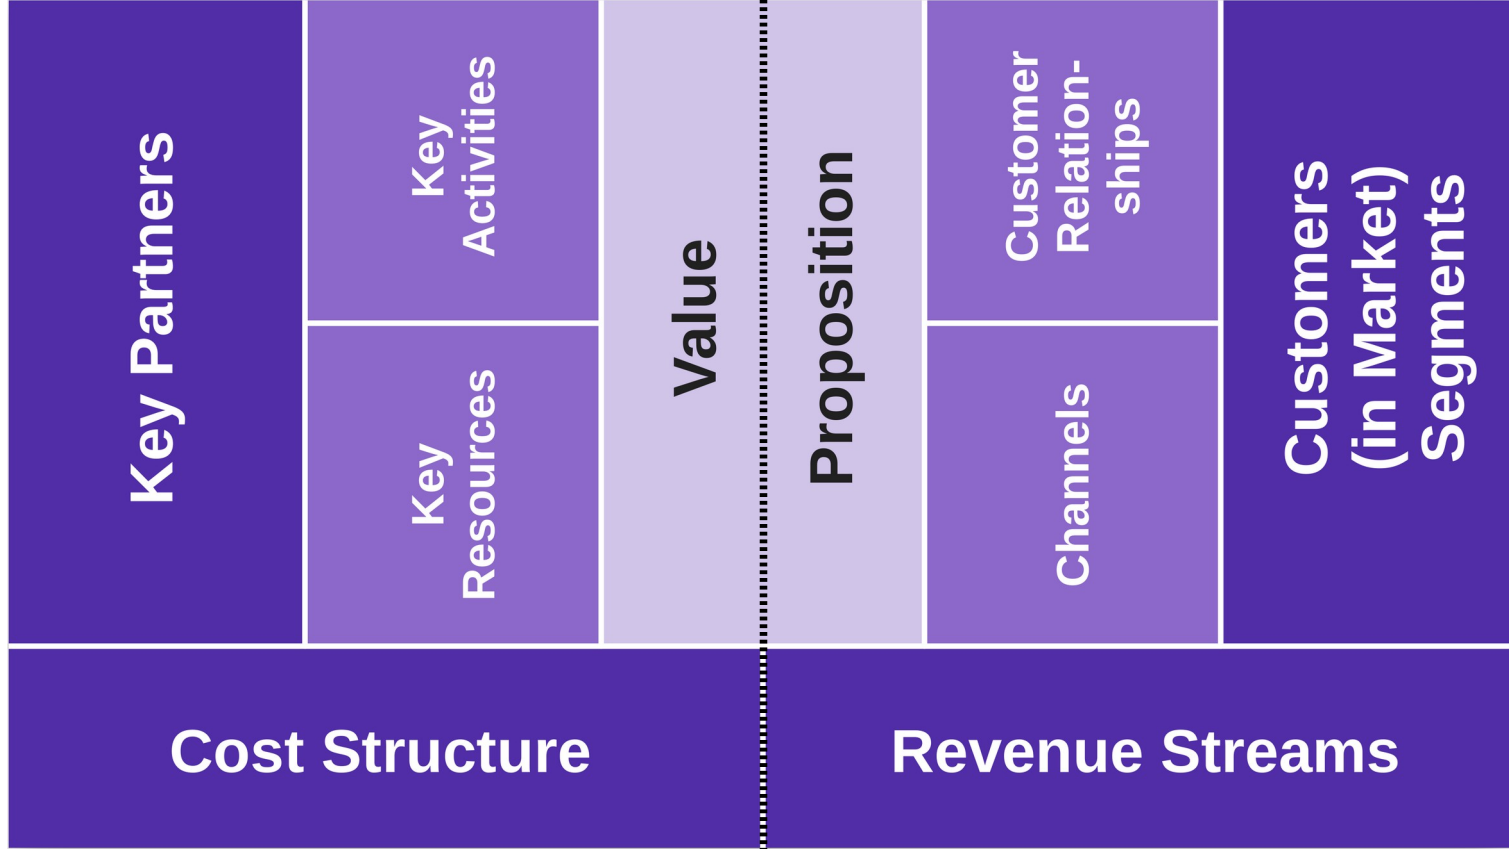 Key Partners
Key
Activities
Key
Resources
Value
Proposition
Customer
Relation-
ships
Channels
Customers
(in Market)
Segments
Cost Structure
Revenue Streams